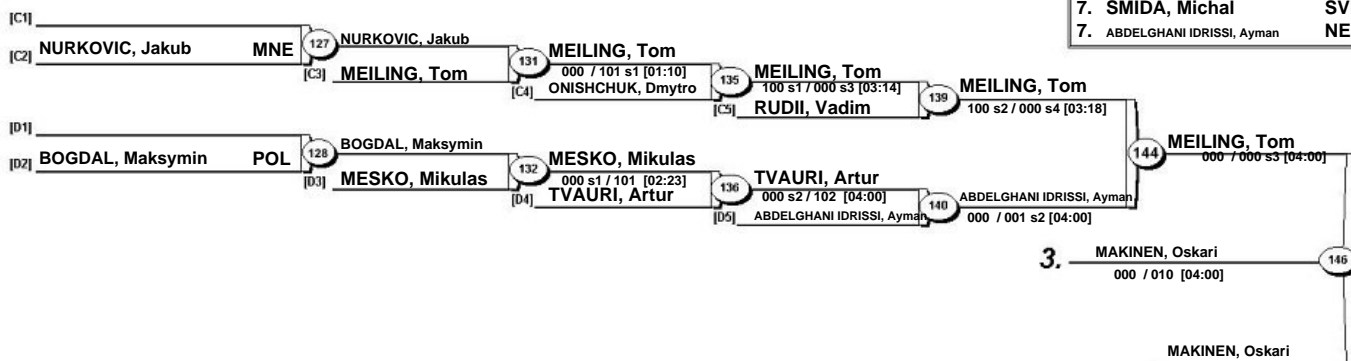 7. SMIDA, Michal SV
7. ABDELGHANI IDRISSI, Ayman NE
[C1]
[C2] NURKOVIC, Jakub MNE
127
NURKOVIC, Jakub
[C3] MEILING, Tom
131
MEILING, Tom
000 / 101 s1 [01:10]
[C4] ONISHCHUK, Dmytro
135
MEILING, Tom
100 s1 / 000 s3 [03:14]
[C5] RUDII, Vadim
139
MEILING, Tom
100 s2 / 000 s4 [03:18]
[D1]
[D2] BOGDAL, Maksymin POL
128
BOGDAL, Maksymin
[D3] MESKO, Mikulas
132
MESKO, Mikulas
000 s1 / 101 [02:23]
[D4] TVAURI, Artur
136
TVAURI, Artur
000 s2 / 102 [04:00]
[D5] ABDELGHANI IDRISSI, Ayman
140
ABDELGHANI IDRISSI, Ayman
000 / 001 s2 [04:00]
144
MEILING, Tom
000 / 000 s3 [04:00]
3. MAKINEN, Oskari
000 / 010 [04:00]
146
MAKINEN, Oskari